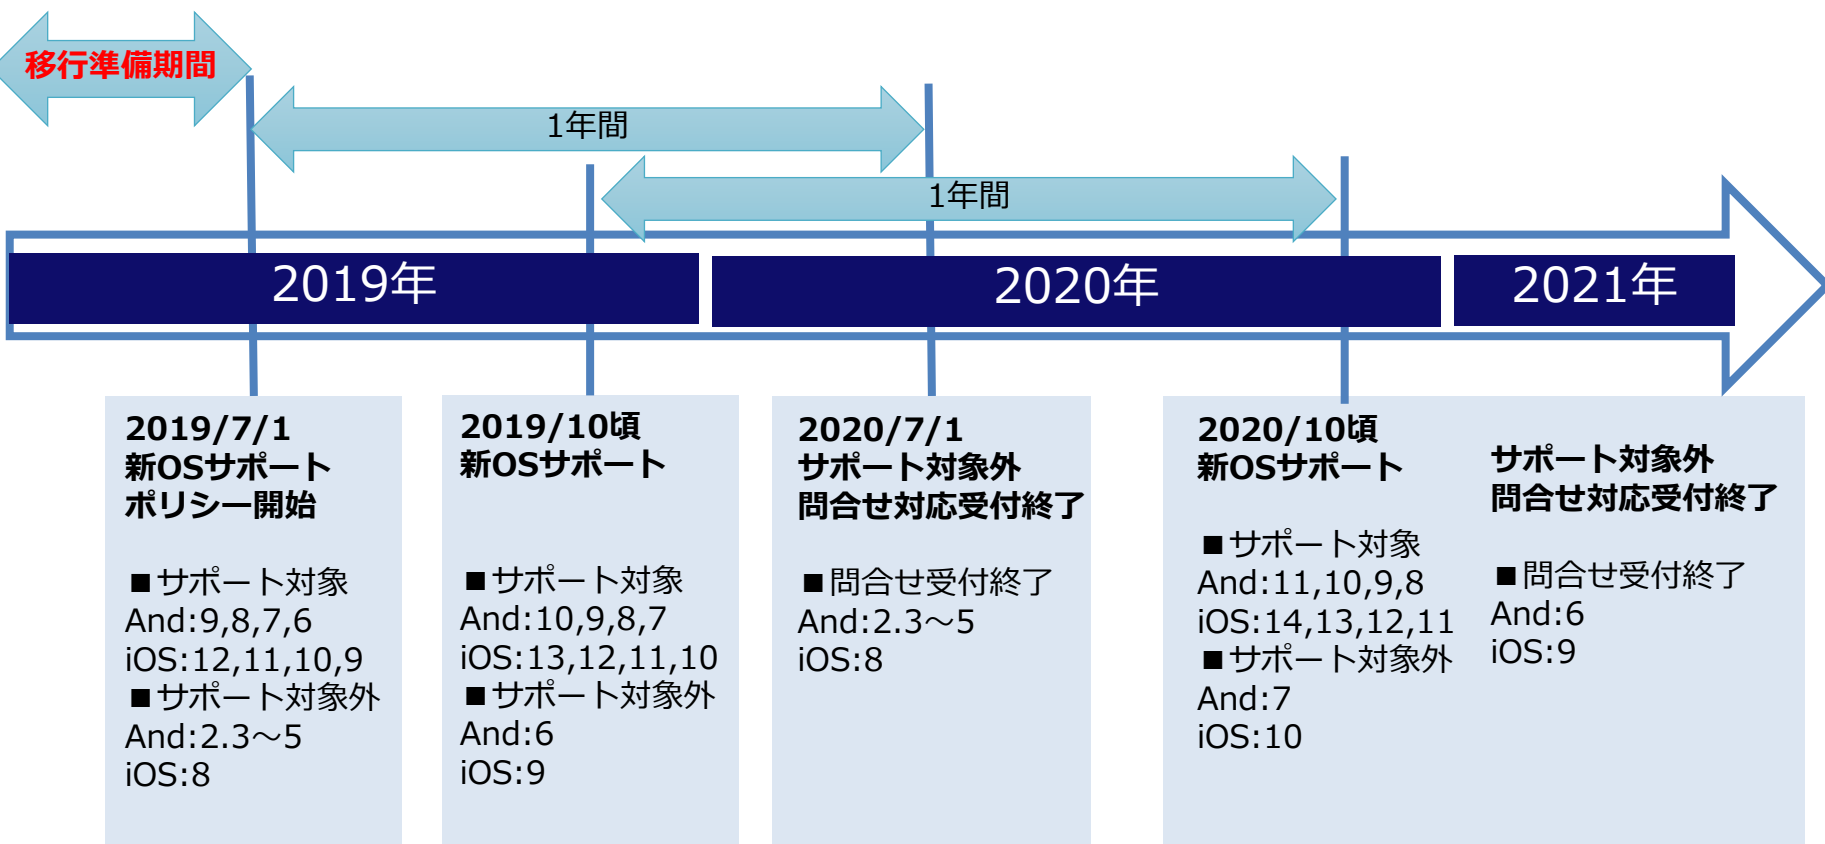 移行準備期間
1年間
1年間
2019年
2020年
2021年
2019/7/1
新OSサポート
ポリシー開始
■サポート対象
And:9,8,7,6
iOS:12,11,10,9
■サポート対象外
And:2.3～5
iOS:8
2019/10頃
新OSサポート
■サポート対象
And:10,9,8,7
iOS:13,12,11,10
■サポート対象外
And:6
iOS:9
2020/7/1
サポート対象外
問合せ対応受付終了
■問合せ受付終了
And:2.3～5
iOS:8
2020/10頃
新OSサポート
■サポート対象
And:11,10,9,8
iOS:14,13,12,11
■サポート対象外
And:7
iOS:10
サポート対象外
問合せ対応受付終了
■問合せ受付終了
And:6
iOS:9